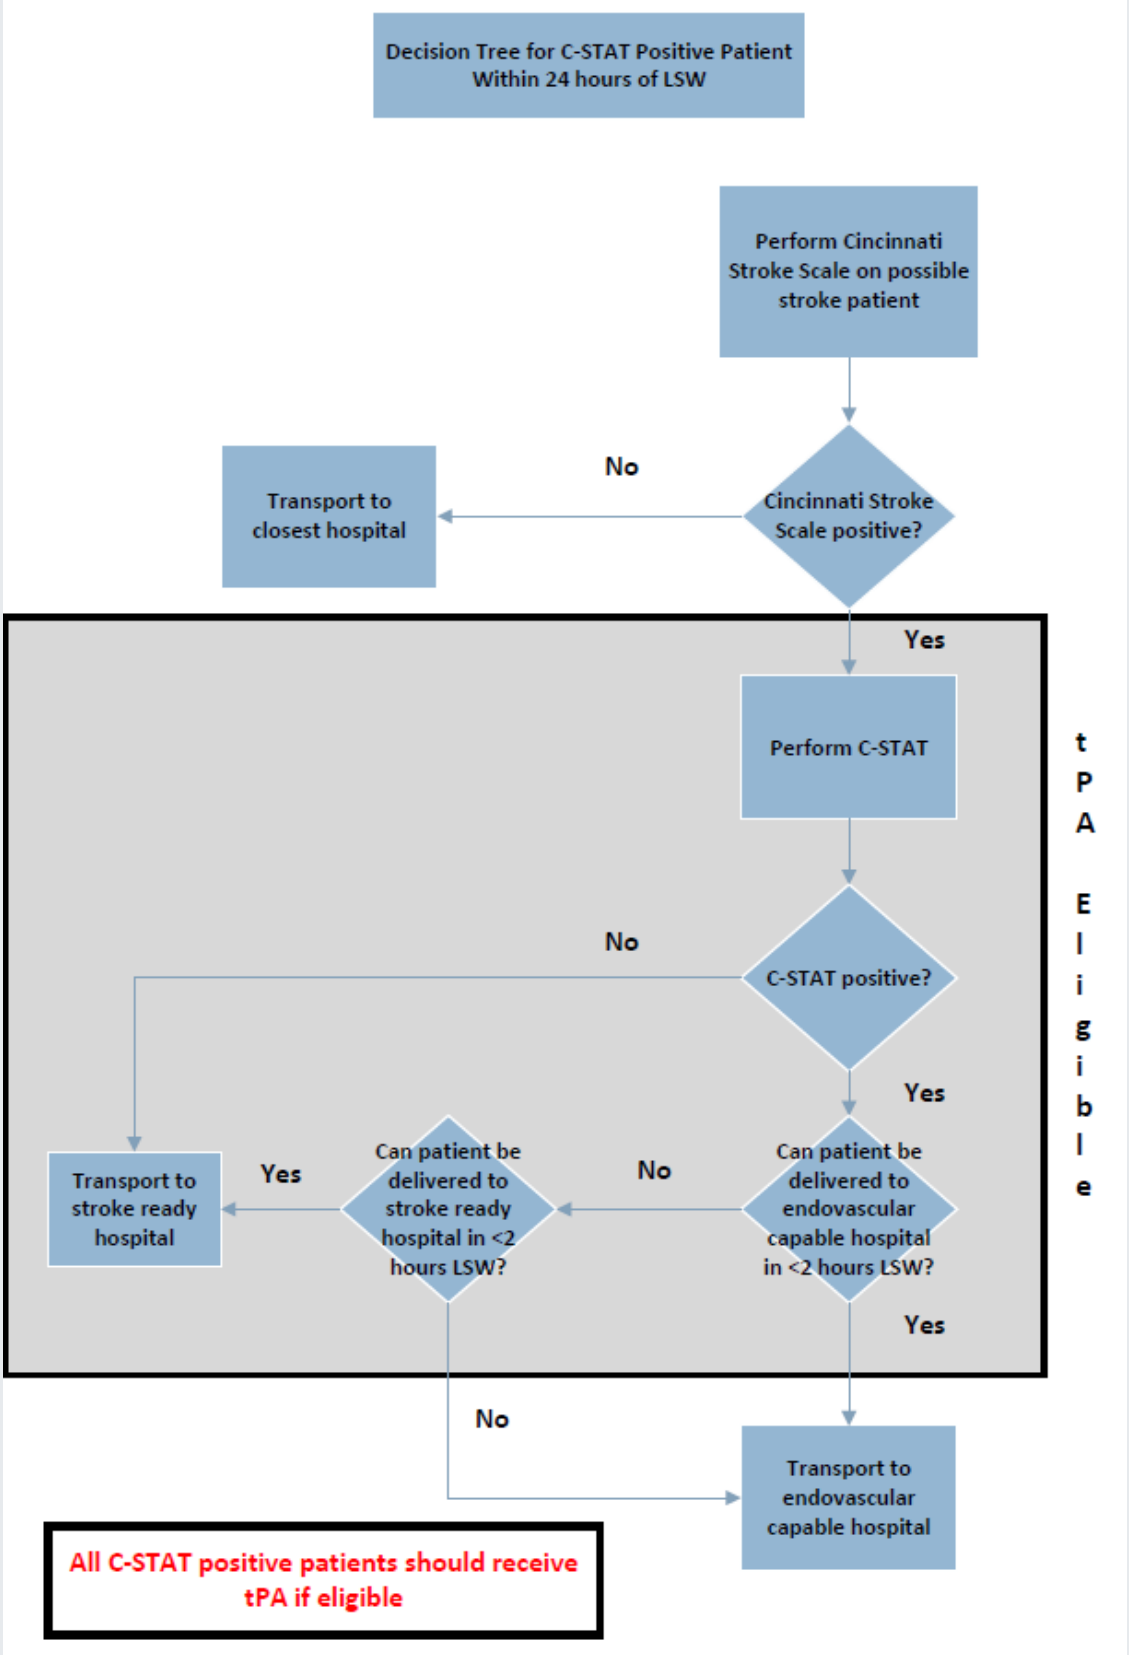 Decision Tree for C-STAT Positive Patient
Within 24 hours of LSW
Perform Cincinnati
Stroke Scale on possible
stroke patient
No
Transport to
closest hospital
Cincinnati Stroke
Scale positive?
Yes
Perform C-STAT
tPA Eligible
No
C-STAT positive?
Yes
Transport to
stroke ready
hospital
Yes
Can patient be
delivered to
stroke ready
hospital in <2
hours LSW?
No
Can patient be
delivered to
endovascular
capable hospital
in <2 hours LSW?
Yes
No
Transport to
endovascular
capable hospital
All C-STAT positive patients should receive
tPA if eligible